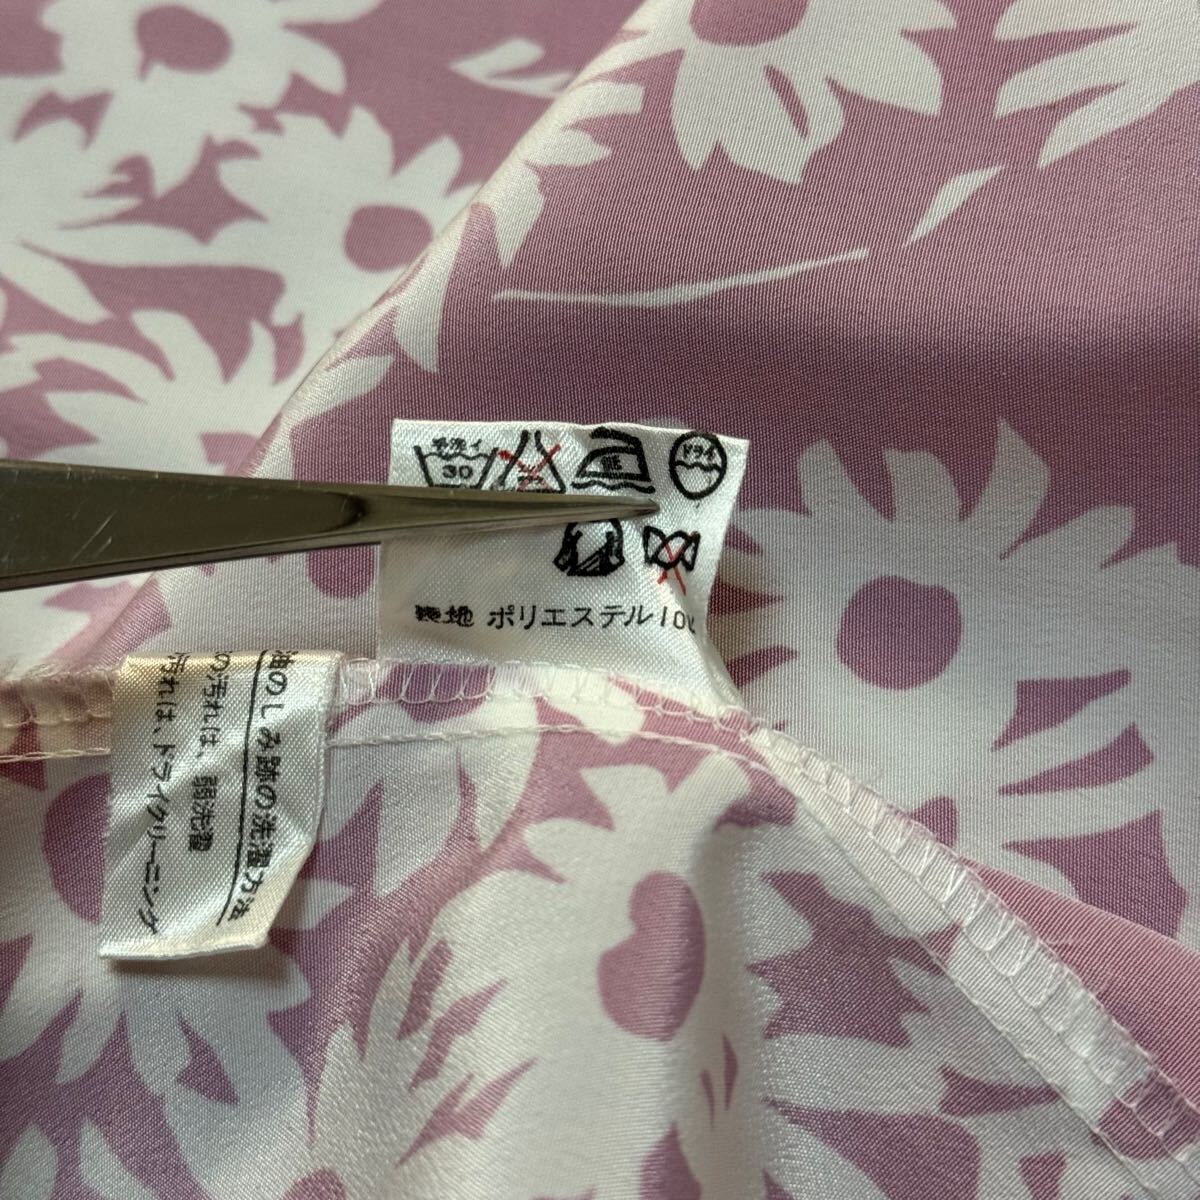 手洗イ
30
ドライ
表地 ポリエステル10
油のしみ跡の洗濯方法
の汚れは、弱洗濯
汚れは、ドライクリーニング